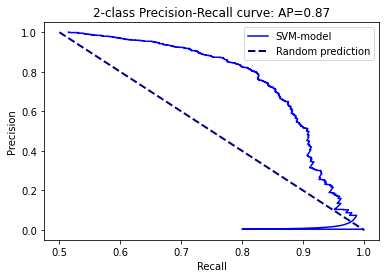 2-class Precision-Recall curve: AP=0.87
SVM-model
Random prediction
Precision
1.0
0.8
0.6
0.4
0.2
0.0
0.5 0.6 0.7 0.8 0.9 1.0
Recall